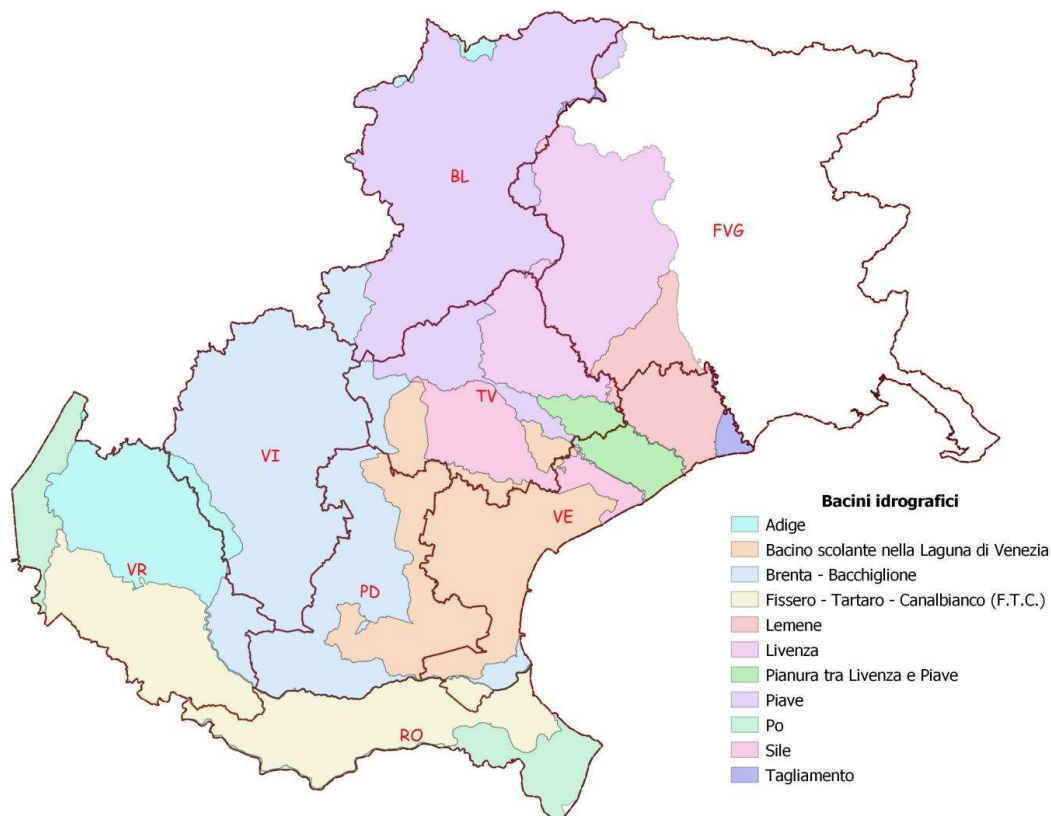 BL
FVG
TV
VI
VE
VR
PD
RO
Bacini idrografici
Adige
Bacino scolante nella Laguna di Venezia
Brenta - Bacchiglione
Fissero - Tartaro - Canalbianco (F.T.C.)
Lemene
Livenza
Pianura tra Livenza e Piave
Piave
Po
Sile
Tagliamento